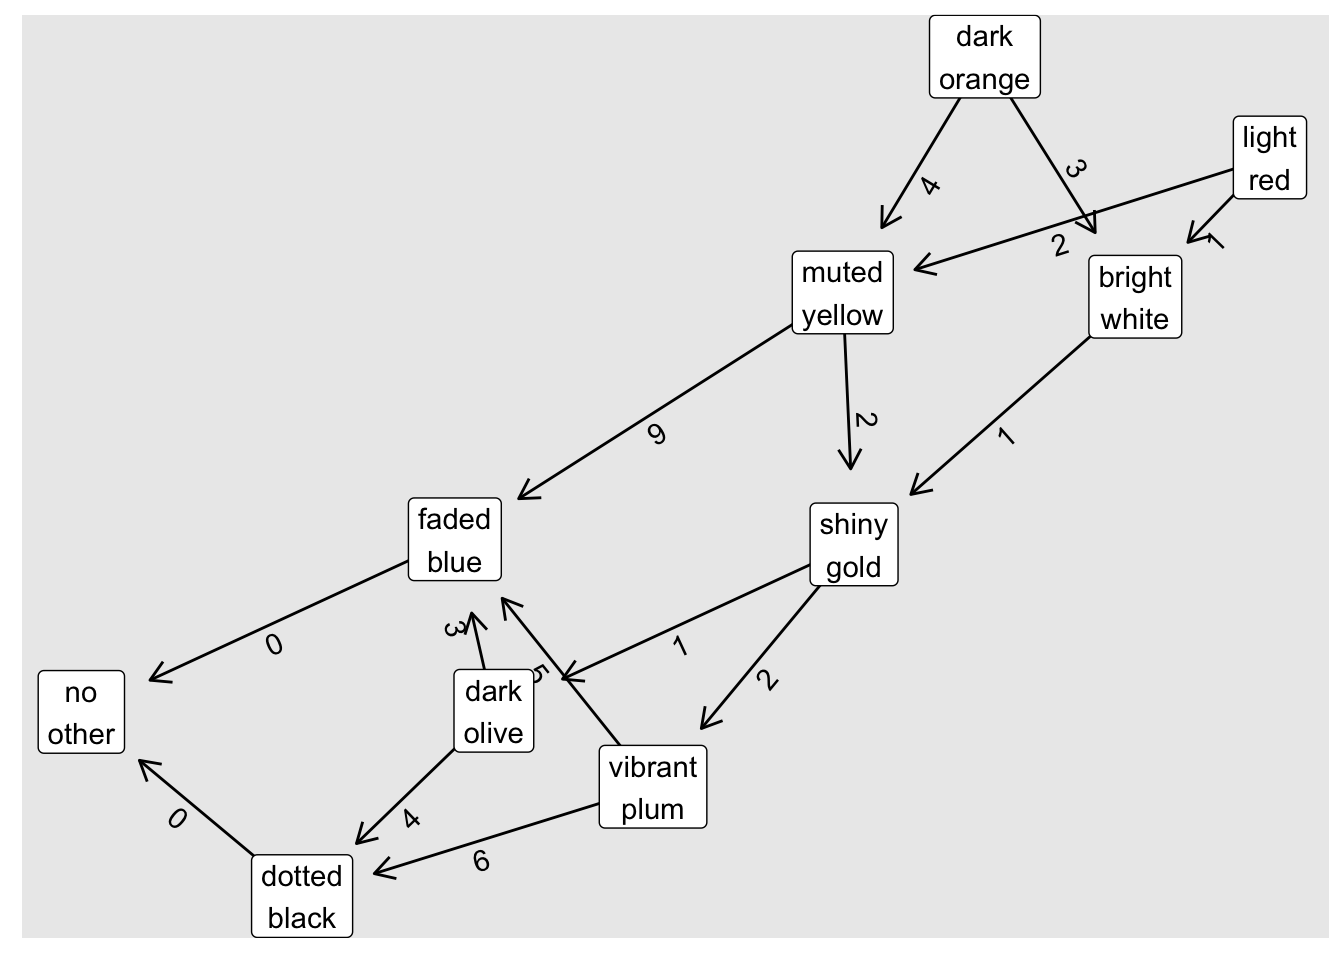 dark
orange
light
red
3
4
2
1
muted
yellow
bright
white
9
2
1
faded
blue
shiny
gold
0
3
5
1
2
no
other
dark
olive
vibrant
plum
0
4
6
dotted
black